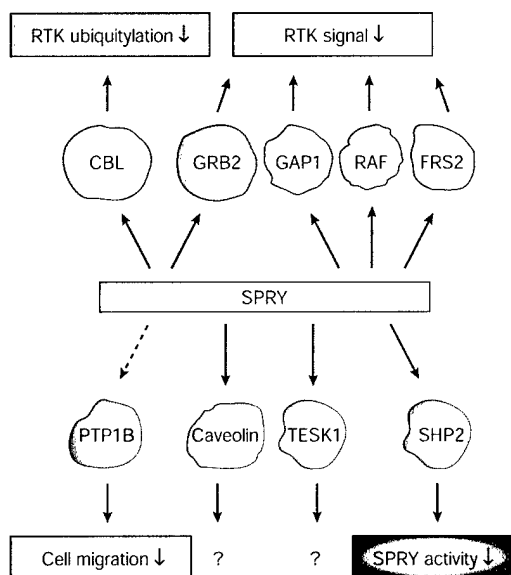 RTK ubiquitylation ↓
RTK signal ↓
CBL
GRB2
GAP1
RAF
FRS2
SPRY
PTP1B
Caveolin
TESK1
SHP2
Cell migration ↓
?
?
SPRY activity ↓